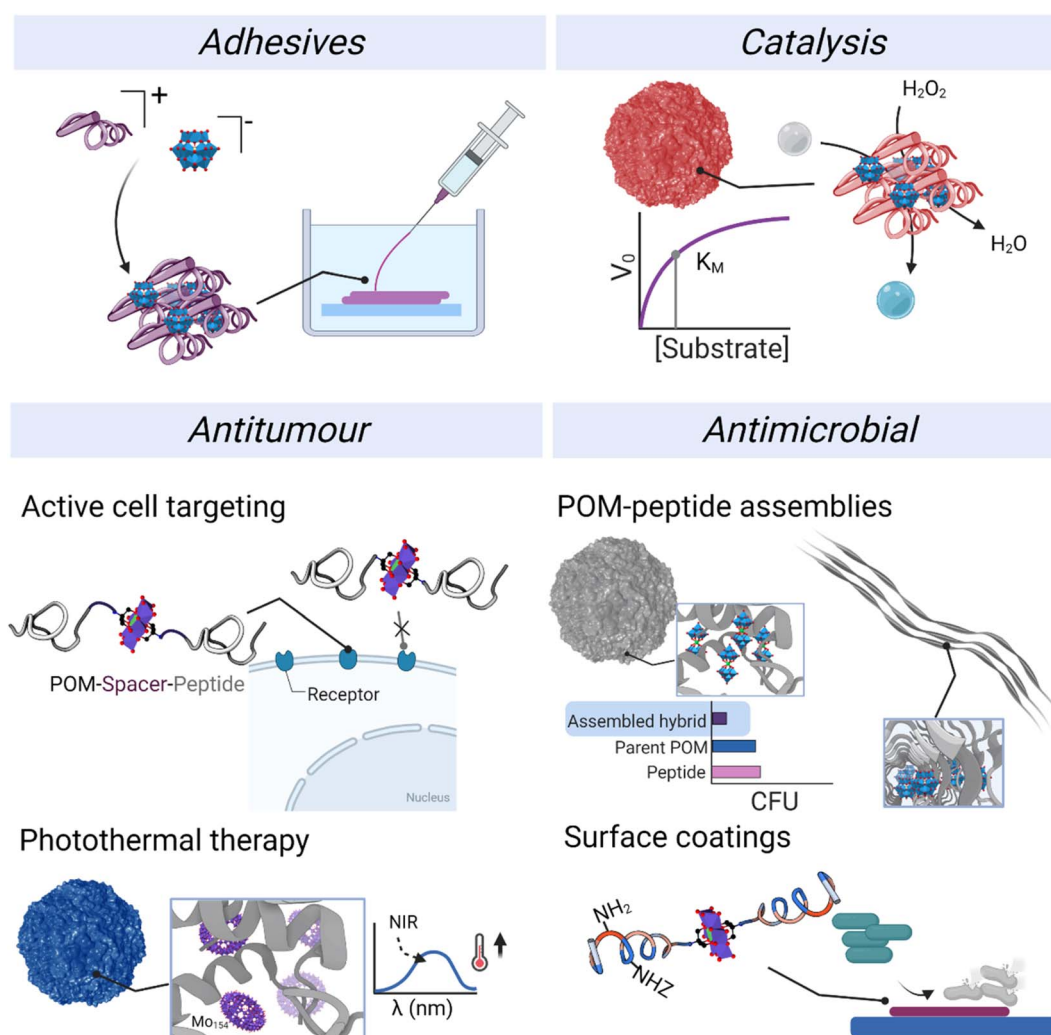 Adhesives
+
-
Catalysis
H₂O₂
H₂O
V₀
K_M
[Substrate]
Antitumour
Active cell targeting
POM-Spacer-Peptide
Receptor
Nucleus
Photothermal therapy
Mo₁₅₄
NIR
λ (nm)
Antimicrobial
POM-peptide assemblies
Assembled hybrid
Parent POM
Peptide
CFU
Surface coatings
NH₂
NHZ